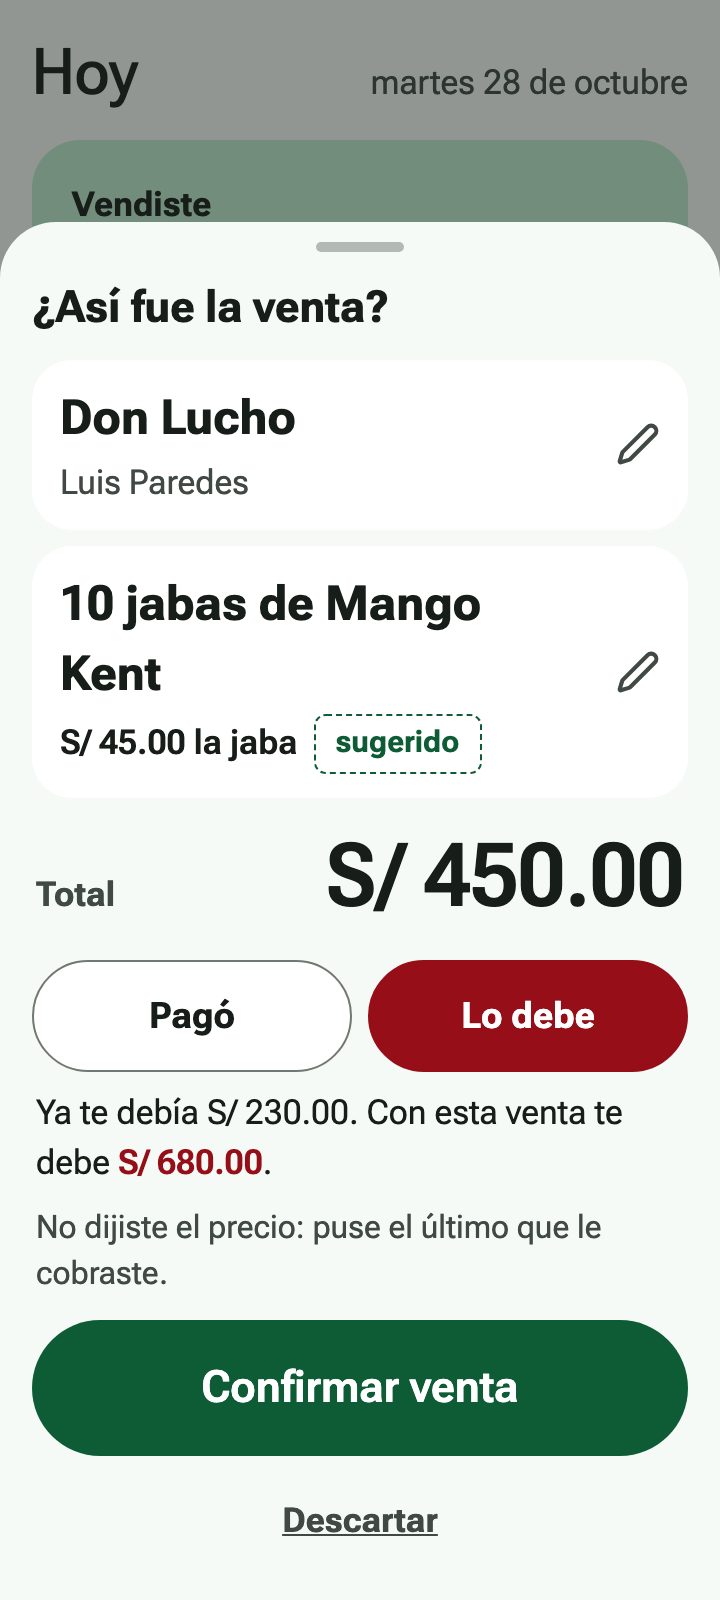 Hoy
martes 28 de octubre
Vendiste
¿Así fue la venta?
Don Lucho
Luis Paredes
10 jabas de Mango
Kent
S/ 45.00 la jaba
sugerido
Total
S/ 450.00
Pagó
Lo debe
Ya te debía S/ 230.00. Con esta venta te
debe S/ 680.00.
No dijiste el precio: puse el último que le
cobraste.
Confirmar venta
Descartar